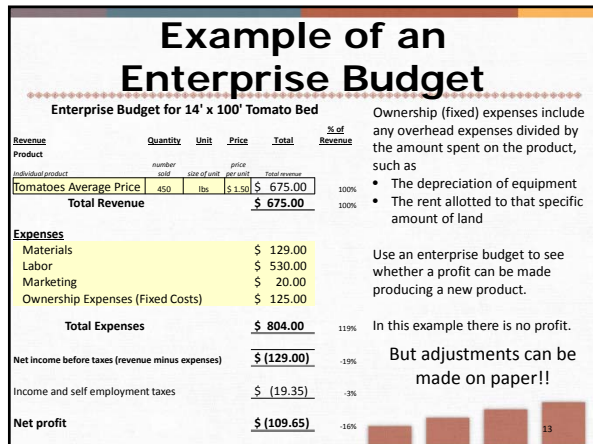 Example of an
Enterprise Budget
Enterprise Budget for 14' x 100' Tomato Bed
Revenue Quantity Unit Price Total % of Revenue
Product
Individual product number sold size of unit price per unit Total revenue
Tomatoes Average Price 450 lbs $ 1.50 $ 675.00 100%
Total Revenue $ 675.00 100%
Expenses
Materials $ 129.00
Labor $ 530.00
Marketing $ 20.00
Ownership Expenses (Fixed Costs) $ 125.00
Total Expenses $ 804.00 119%
Net income before taxes (revenue minus expenses) $ (129.00) -19%
Income and self employment taxes $ (19.35) -3%
Net profit $ (109.65) -16%
Ownership (fixed) expenses include
any overhead expenses divided by
the amount spent on the product,
such as
• The depreciation of equipment
• The rent allotted to that specific
amount of land
Use an enterprise budget to see
whether a profit can be made
producing a new product.
In this example there is no profit.
But adjustments can be
made on paper!!
13